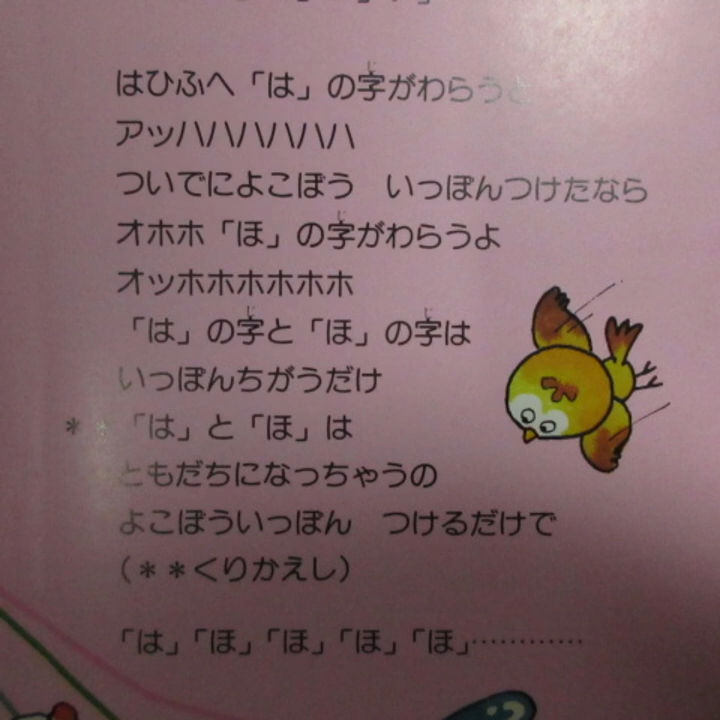 はひふへ「は」の字がわらうと
アッハハハハハハ
ついでによこぼう　いっぽんつけたなら
オホホ「ほ」の字がわらうよ
オッホホホホホホ
「は」の字と「ほ」の字は
いっぽんちがうだけ
＊＊「は」と「ほ」は
ともだちになっちゃうの
よこぼういっぽん　つけるだけで
（＊＊くりかえし）
「は」「ほ」「ほ」「ほ」「ほ」…………